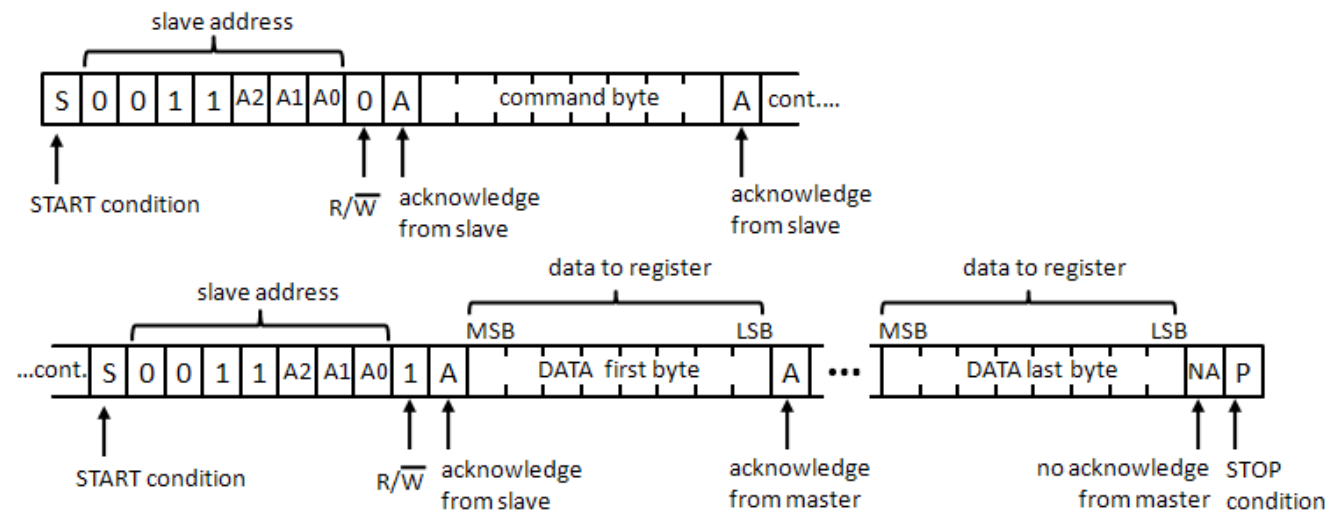 slave address
S 0 0 1 1 A2 A1 A0 0 A command byte A cont....
START condition
R/W̅
acknowledge
from slave
acknowledge
from slave
data to register
data to register
slave address
MSB LSB MSB LSB
...cont. S 0 0 1 1 A2 A1 A0 1 A DATA first byte A ••• DATA last byte NA P
START condition
R/W̅
acknowledge
from slave
acknowledge
from master
no acknowledge
from master
STOP
condition